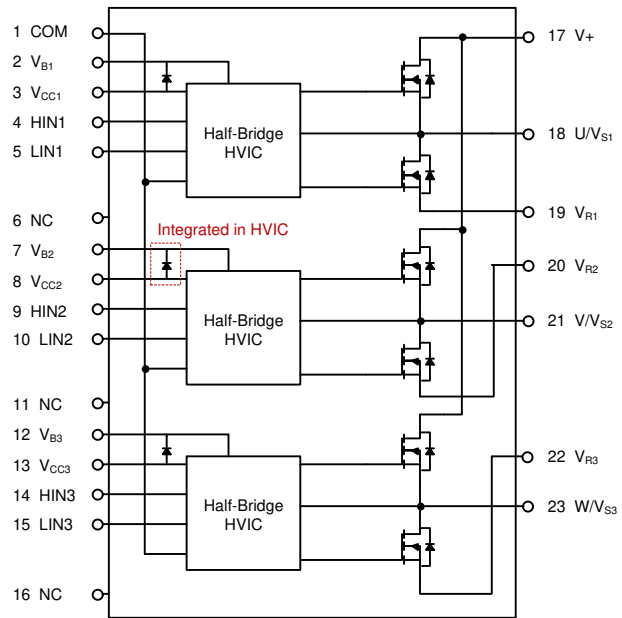 1 COM
2 VB1
3 VCC1
4 HIN1
5 LIN1
6 NC
7 VB2
8 VCC2
9 HIN2
10 LIN2
11 NC
12 VB3
13 VCC3
14 HIN3
15 LIN3
16 NC
Half-Bridge
HVIC
Integrated in HVIC
Half-Bridge
HVIC
Half-Bridge
HVIC
17 V+
18 U/VS1
19 VR1
20 VR2
21 V/VS2
22 VR3
23 W/VS3